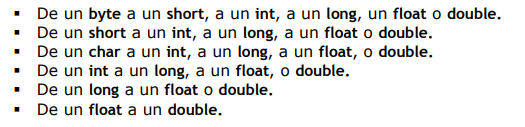 ▪ De un byte a un short, a un int, a un long, un float o double.
▪ De un short a un int, a un long, a un float o double.
▪ De un char a un int, a un long, a un float, o double.
▪ De un int a un long, a un float, o double.
▪ De un long a un float o double.
▪ De un float a un double.